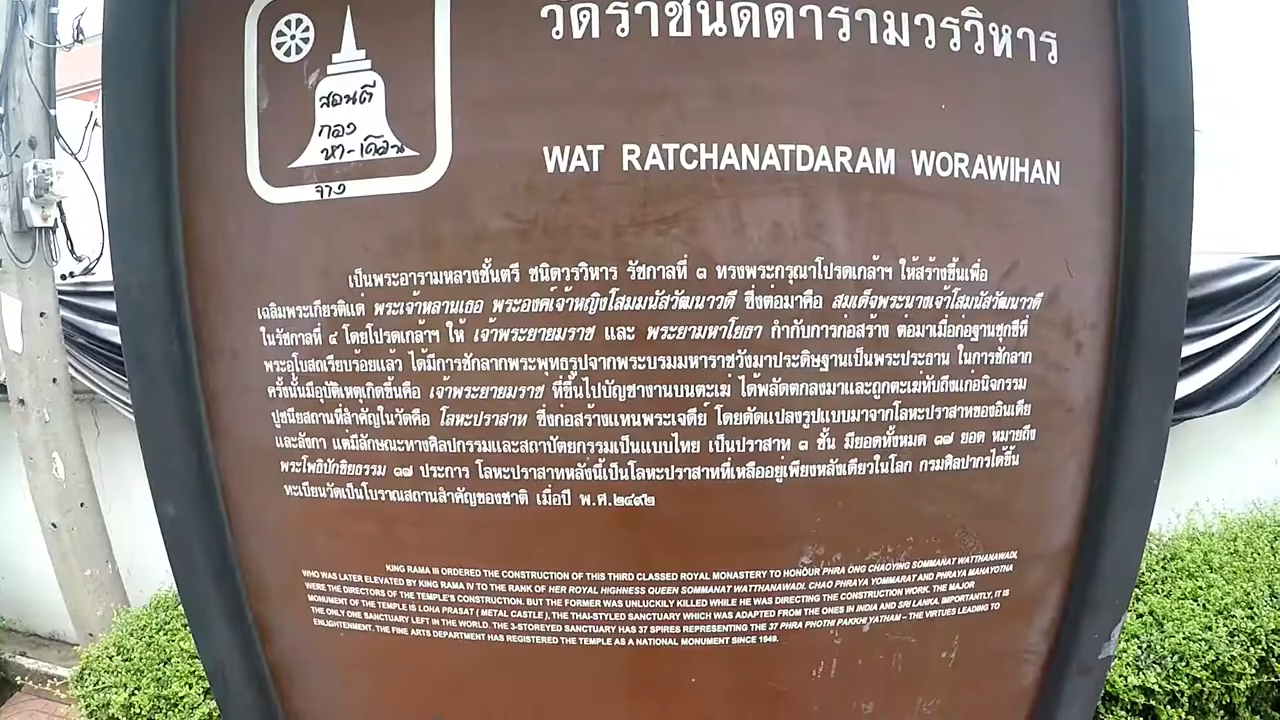 วัดราชนัดดารามวรวิหาร
สอนตี
กอง
หา-เดือน
จาง
WAT RATCHANATDARAM WORAWIHAN
เป็นพระอารามหลวงชั้นตรี ชนิดวรวิหาร รัชกาลที่ ๓ ทรงพระกรุณาโปรดเกล้าฯ ให้สร้างขึ้นเพื่อ
เฉลิมพระเกียรติแด่ พระเจ้าหลานเธอ พระองค์เจ้าหญิงโสมมนัสวัฒนาวดี ซึ่งต่อมาคือ สมเด็จพระนางเจ้าโสมนัสวัฒนาวดี
ในรัชกาลที่ ๔ โดยโปรดเกล้าฯ ให้ เจ้าพระยายมราช และ พระยามหาโยธา กำกับการก่อสร้าง ต่อมาเมื่อก่อฐานชุกชีที่
พระอุโบสถเรียบร้อยแล้ว ได้มีการชักลากพระพุทธรูปจากพระบรมมหาราชวังมาประดิษฐานเป็นพระประธาน ในการชักลาก
ครั้งนั้นมีอุบัติเหตุเกิดขึ้นคือ เจ้าพระยายมราช ที่ขึ้นไปบัญชางานบนตะเฆ่ ได้พลัดตกลงมาและถูกตะเฆ่ทับถึงแก่อนิจกรรม
ปูชนียสถานที่สำคัญในวัดคือ โลหะปราสาท ซึ่งก่อสร้างแทนพระเจดีย์ โดยดัดแปลงรูปแบบมาจากโลหะปราสาทของอินเดีย
และลังกา แต่มีลักษณะทางศิลปกรรมและสถาปัตยกรรมเป็นแบบไทย เป็นปราสาท ๓ ชั้น มียอดทั้งหมด ๓๗ ยอด หมายถึง
พระโพธิปักขิยธรรม ๓๗ ประการ โลหะปราสาทหลังนี้เป็นโลหะปราสาทที่เหลืออยู่เพียงหลังเดียวในโลก กรมศิลปากรได้ขึ้น
ทะเบียนวัดเป็นโบราณสถานสำคัญของชาติ เมื่อปี พ.ศ.๒๔๙๒
KING RAMA III ORDERED THE CONSTRUCTION OF THIS THIRD CLASSED ROYAL MONASTERY TO HONOUR PHRA ONG CHAOYING SOMMANAT WATTHANAWADI,
WHO WAS LATER ELEVATED BY KING RAMA IV TO THE RANK OF HER ROYAL HIGHNESS QUEEN SOMMANAT WATTHANAWADI. CHAO PHRAYA YOMMARAT AND PHRAYA MAHAYOTHA
WERE THE DIRECTORS OF THE TEMPLE'S CONSTRUCTION. BUT THE FORMER WAS UNLUCKILY KILLED WHILE HE WAS DIRECTING THE CONSTRUCTION WORK. THE MAJOR
MONUMENT OF THE TEMPLE IS LOHA PRASAT ( METAL CASTLE ), THE THAI-STYLED SANCTUARY WHICH WAS ADAPTED FROM THE ONES IN INDIA AND SRI LANKA. IMPORTANTLY, IT IS
THE ONLY ONE SANCTUARY LEFT IN THE WORLD. THE 3-STOREYED SANCTUARY HAS 37 SPIRES REPRESENTING THE 37 PHRA PHOTHI PAKKHIYATHAM – THE VIRTUES LEADING TO
ENLIGHTENMENT. THE FINE ARTS DEPARTMENT HAS REGISTERED THE TEMPLE AS A NATIONAL MONUMENT SINCE 1949.